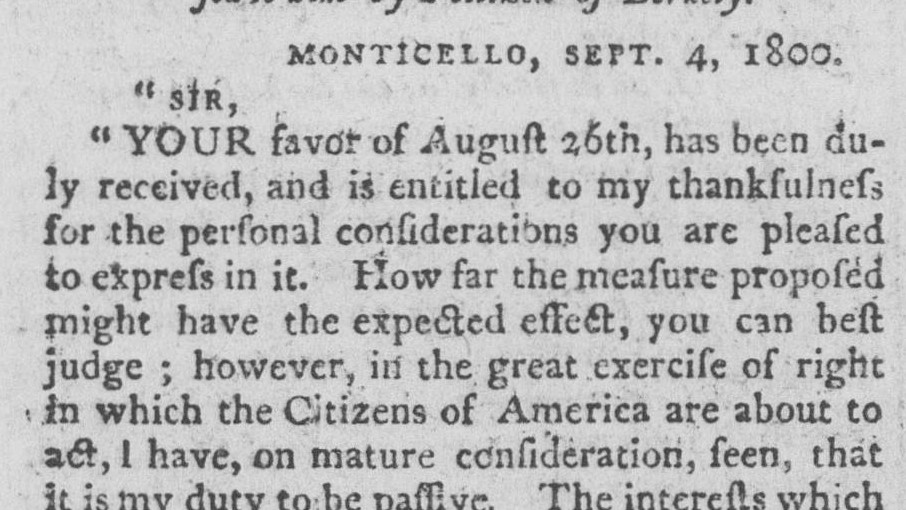 MONTICELLO, SEPT. 4, 1800.
“ SIR,
“ YOUR favor of Auguſt 26th, has been du-
ly received, and is entitled to my thankfulneſs
for the perſonal conſiderations you are pleaſed
to expreſs in it. How far the meaſure propoſed
might have the expected effect, you can beſt
judge ; however, in the great exerciſe of right
in which the Citizens of America are about to
act, I have, on mature conſideration, ſeen, that
it is my duty to be paſſive. The intereſts which